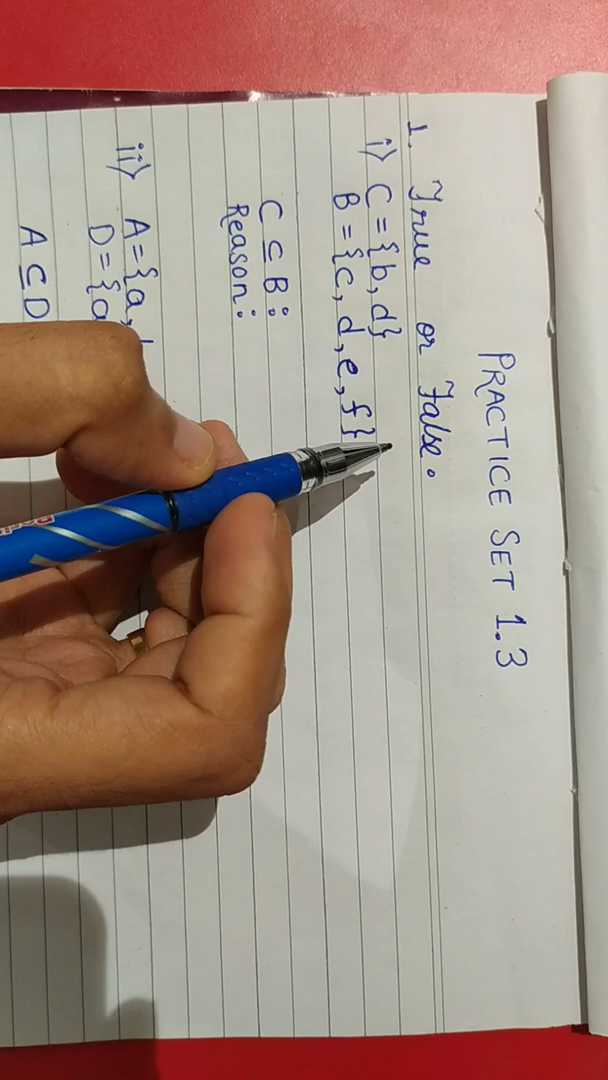 PRACTICE SET 1.3
1. True or False.
i) C = {b, d}
B = {c, d, e, f}
C ⊆ B :
Reason :
ii) A = {a,
D = {a
A ⊆ D